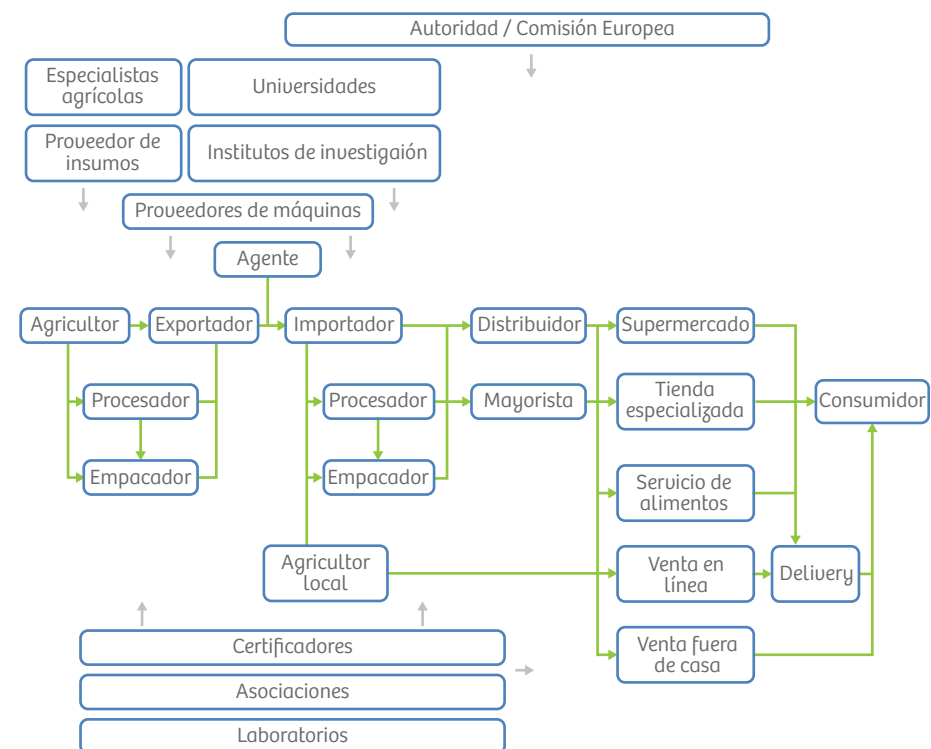 Autoridad / Comisión Europea
Especialistas
agrícolas
Universidades
Proveedor de
insumos
Institutos de investigaión
Proveedores de máquinas
Agente
Agricultor
Exportador
Importador
Distribuidor
Supermercado
Procesador
Procesador
Mayorista
Tienda
especializada
Consumidor
Empacador
Empacador
Servicio de
alimentos
Agricultor
local
Venta en
línea
Delivery
Certificadores
Venta fuera
de casa
Asociaciones
Laboratorios